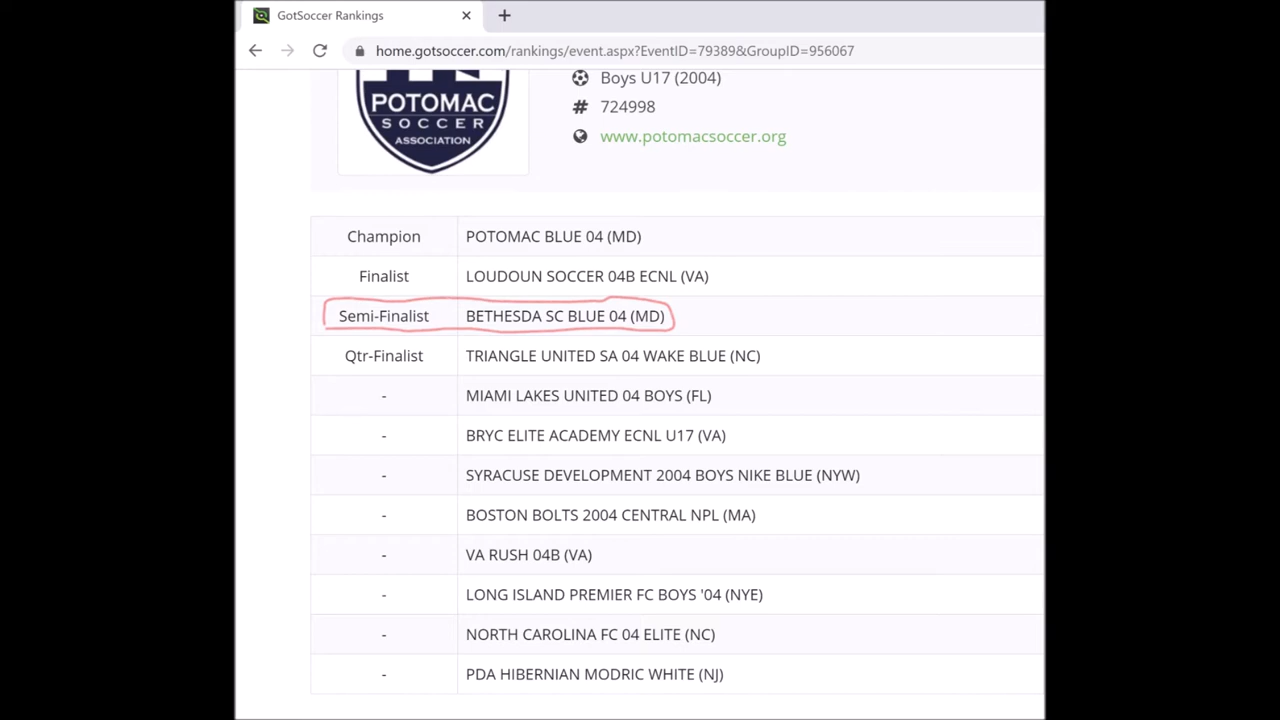 GotSoccer Rankings
home.gotsoccer.com/rankings/event.aspx?EventID=79389&GroupID=956067
POTOMAC
SOCCER
ASSOCIATION
Boys U17 (2004)
# 724998
www.potomacsoccer.org
Champion POTOMAC BLUE 04 (MD)
Finalist LOUDOUN SOCCER 04B ECNL (VA)
Semi-Finalist BETHESDA SC BLUE 04 (MD)
Qtr-Finalist TRIANGLE UNITED SA 04 WAKE BLUE (NC)
- MIAMI LAKES UNITED 04 BOYS (FL)
- BRYC ELITE ACADEMY ECNL U17 (VA)
- SYRACUSE DEVELOPMENT 2004 BOYS NIKE BLUE (NYW)
- BOSTON BOLTS 2004 CENTRAL NPL (MA)
- VA RUSH 04B (VA)
- LONG ISLAND PREMIER FC BOYS '04 (NYE)
- NORTH CAROLINA FC 04 ELITE (NC)
- PDA HIBERNIAN MODRIC WHITE (NJ)